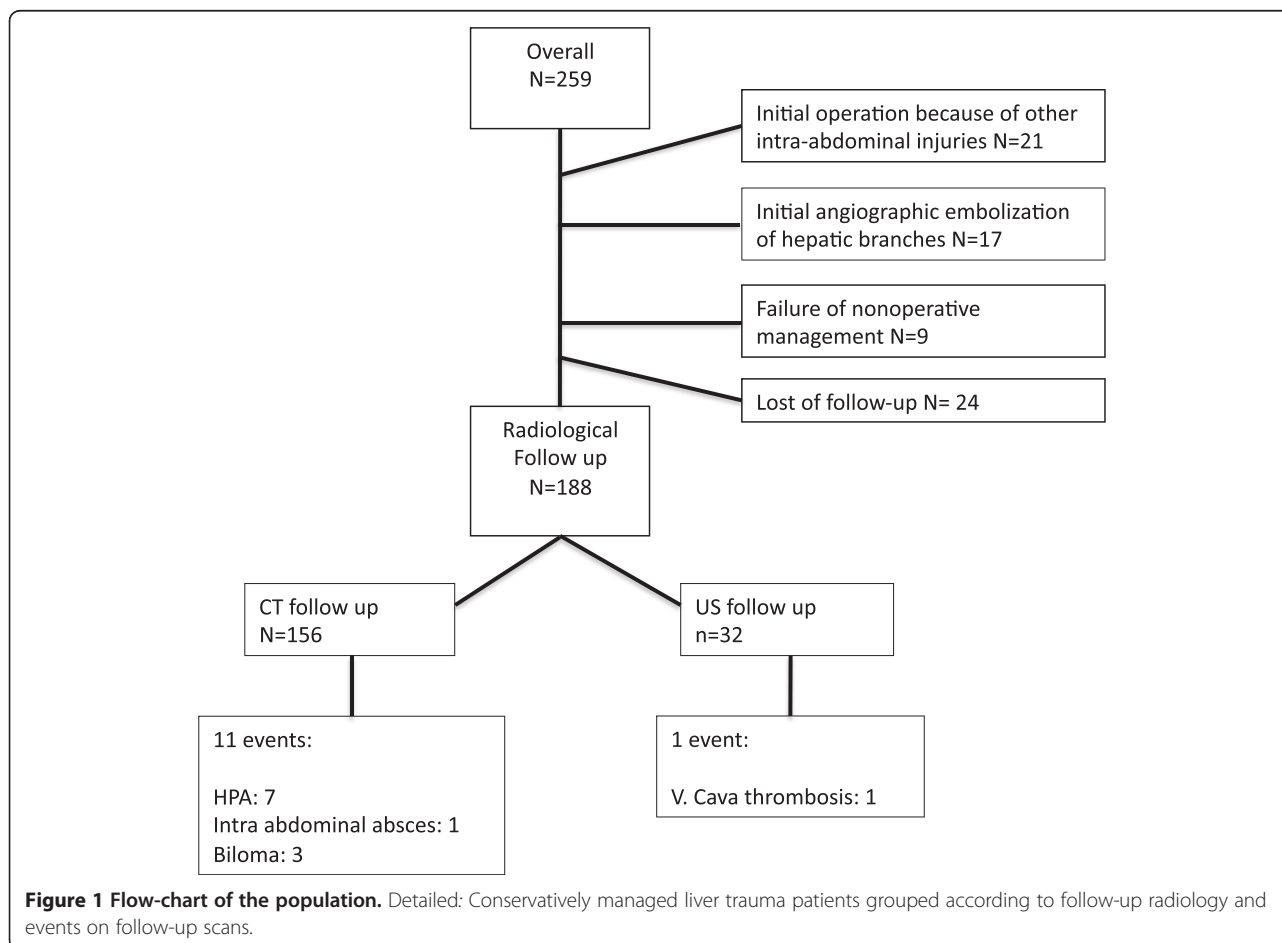 Overall
N=259
Initial operation because of other
intra-abdominal injuries N=21
Initial angiographic embolization
of hepatic branches N=17
Failure of nonoperative
management N=9
Lost of follow-up N= 24
Radiological
Follow up
N=188
CT follow up
N=156
US follow up
n=32
11 events:
HPA: 7
Intra abdominal absces: 1
Biloma: 3
1 event:
V. Cava thrombosis: 1
Figure 1 Flow-chart of the population. Detailed: Conservatively managed liver trauma patients grouped according to follow-up radiology and
events on follow-up scans.